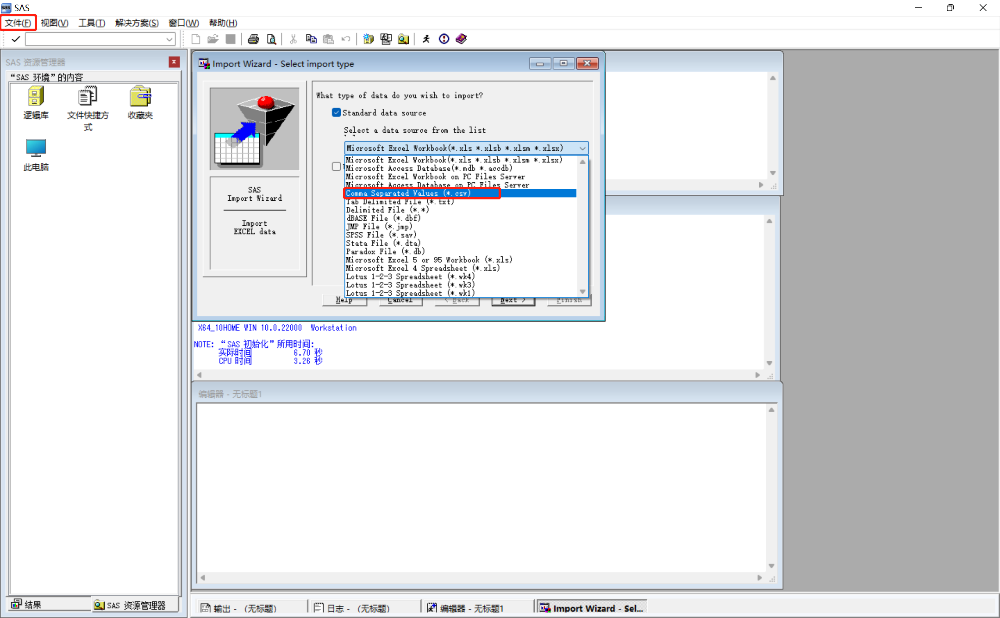 SAS
文件(F) 视图(V) 工具(T) 解决方案(S) 窗口(W) 帮助(H)
SAS 资源管理器
“SAS 环境”的内容
逻辑库
文件快捷方式
收藏夹
此电脑
Import Wizard - Select import type
SAS
Import Wizard
Import
EXCEL data
What type of data do you wish to import?
Standard data source
Select a data source from the list
Microsoft Excel Workbook(*.xls *.xlsb *.xlsm *.xlsx)
Microsoft Excel Workbook(*.xls *.xlsb *.xlsm *.xlsx)
Microsoft Access Database(*.mdb *.accdb)
Microsoft Excel Workbook on PC Files Server
Microsoft Access Database on PC Files Server
Comma Separated Values (*.csv)
Tab Delimited File (*.txt)
Delimited File (*.*)
dBASE File (*.dbf)
JMP File (*.jmp)
SPSS File (*.sav)
Stata File (*.dta)
Paradox File (*.db)
Microsoft Excel 5 or 95 Workbook (*.xls)
Microsoft Excel 4 Spreadsheet (*.xls)
Lotus 1-2-3 Spreadsheet (*.wk4)
Lotus 1-2-3 Spreadsheet (*.wk3)
Lotus 1-2-3 Spreadsheet (*.wk1)
Help Cancel < Back Next > Finish
X64_10HOME WIN 10.0.22000 Workstation
NOTE: “SAS 初始化”所用时间:
实际时间 6.70 秒
CPU 时间 3.26 秒
编辑器 - 无标题1
结果 SAS 资源管理器
输出 - (无标题) 日志 - (无标题) 编辑器 - 无标题1 Import Wizard - Sel...